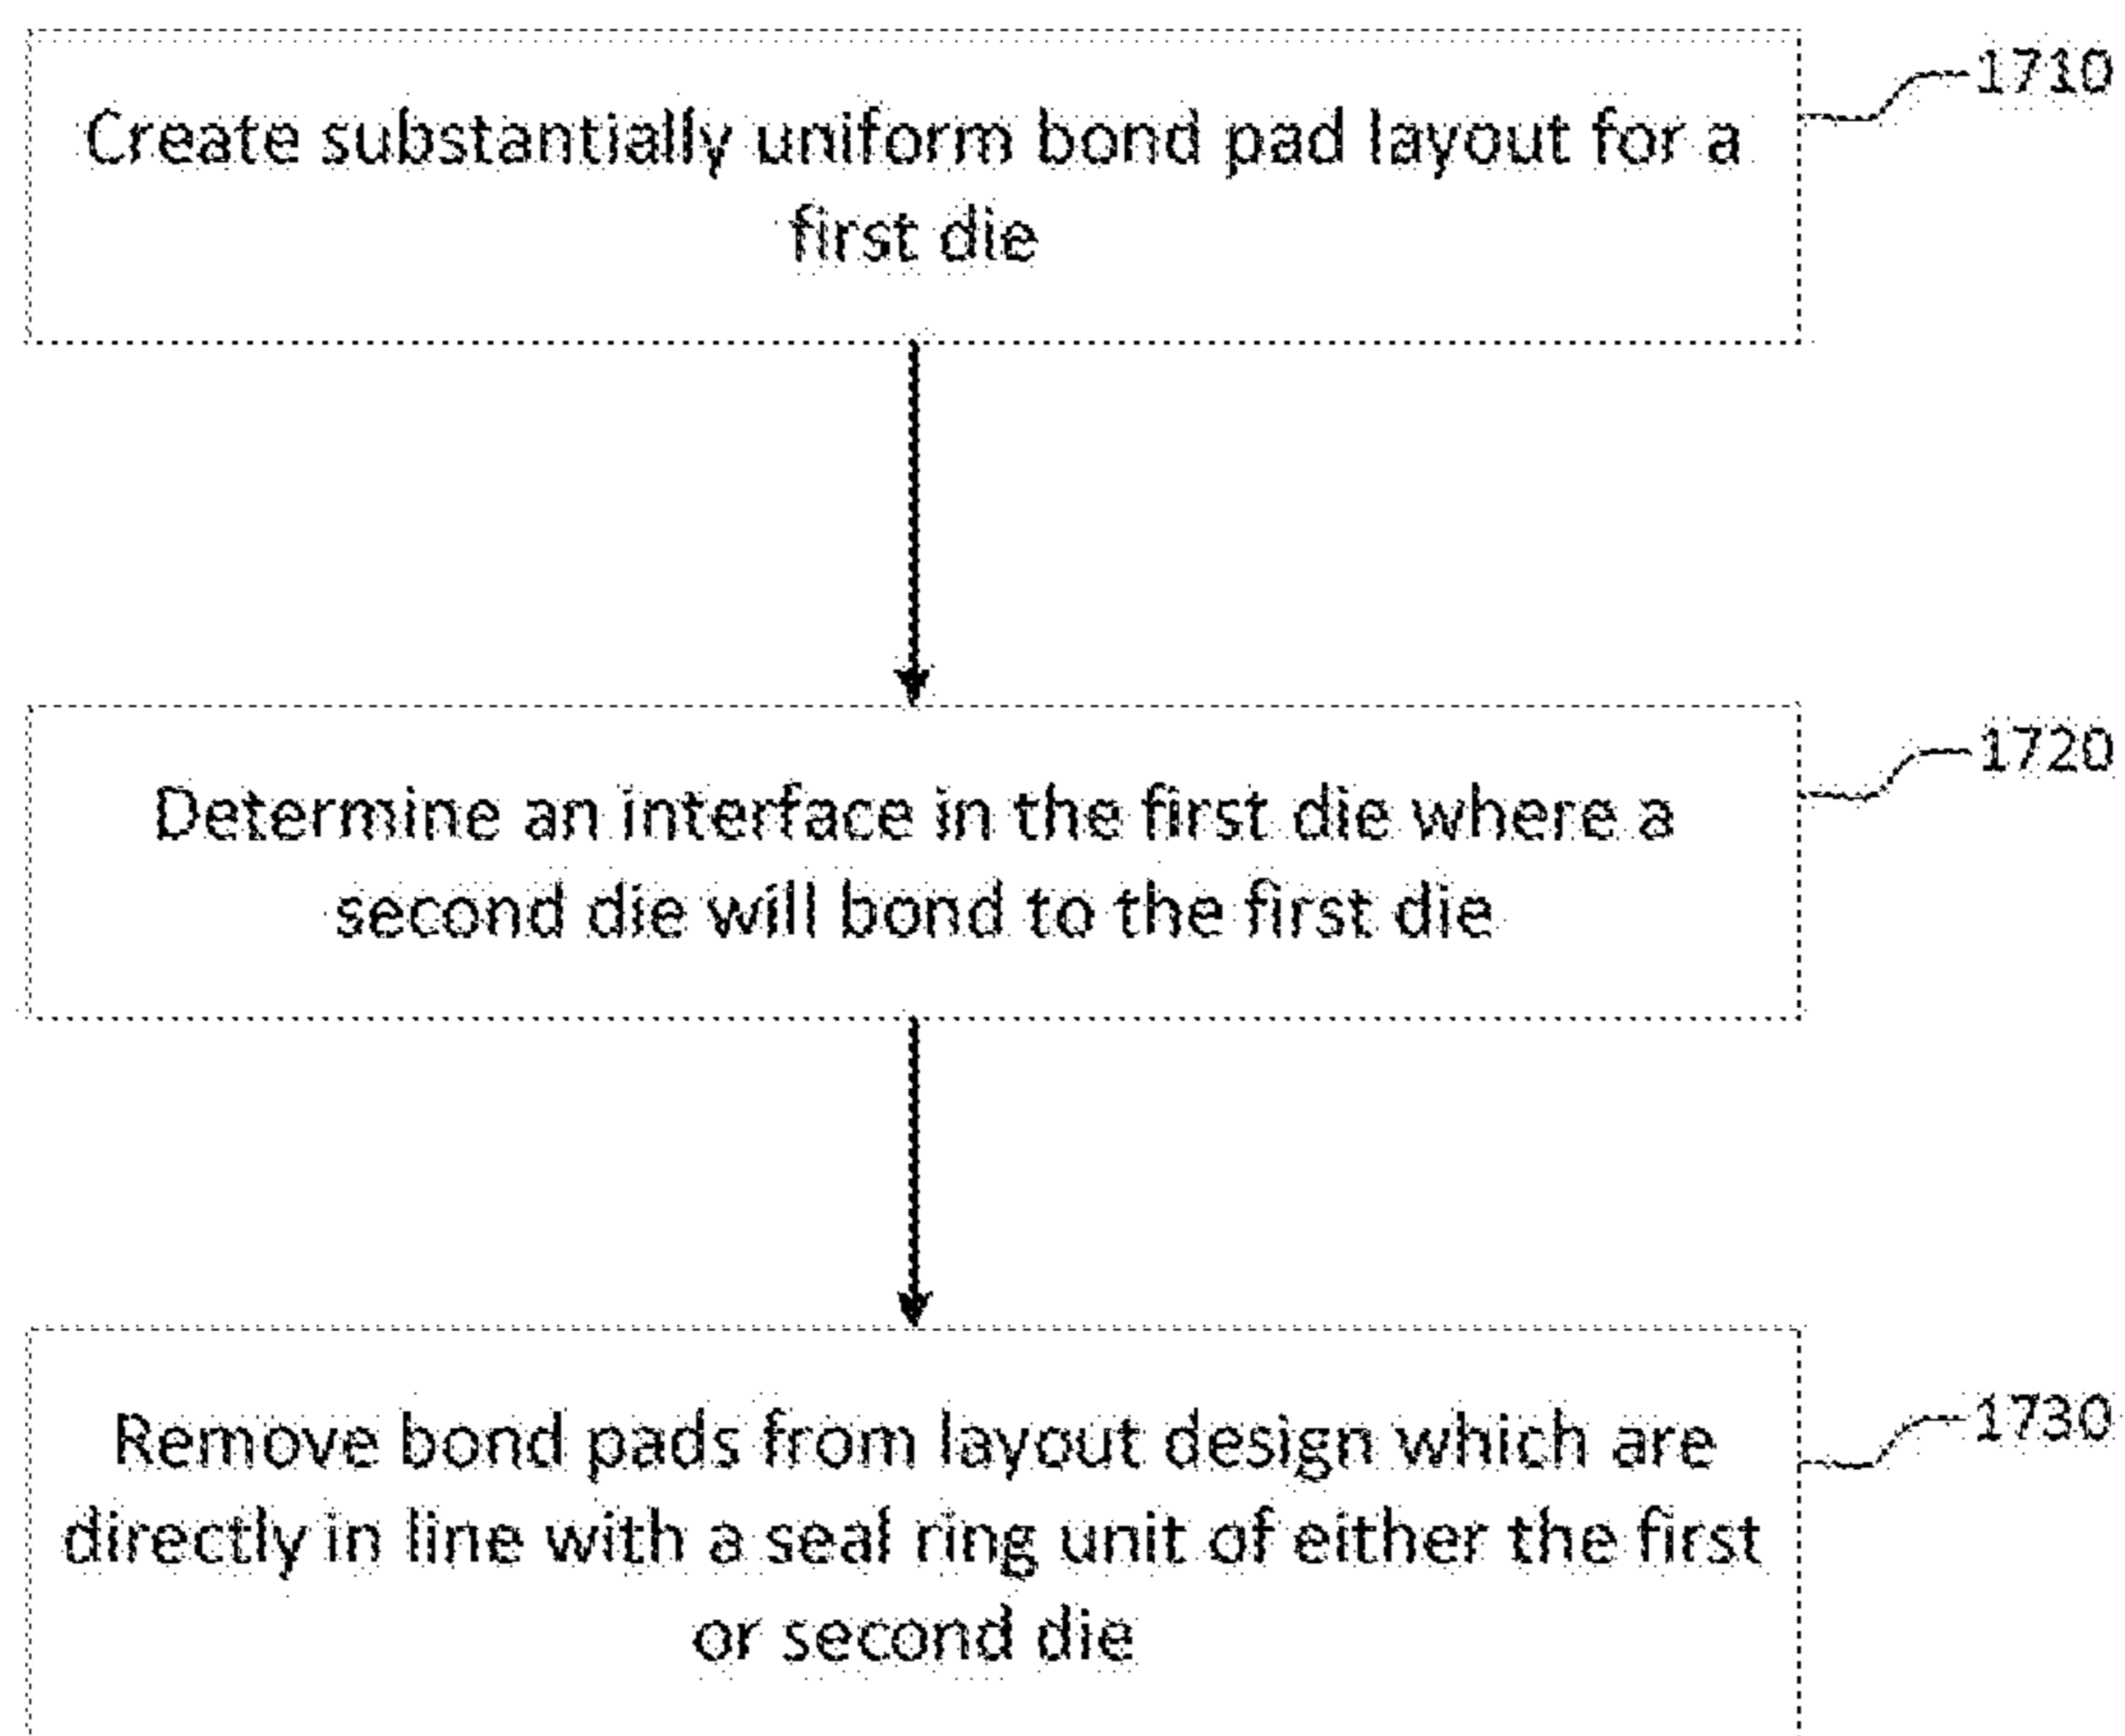 Create substantially uniform bond pad layout for a
first die
1710
Determine an interface in the first die where a
second die will bond to the first die
1720
Remove bond pads from layout design which are
directly in line with a seal ring unit of either the first
or second die
1730